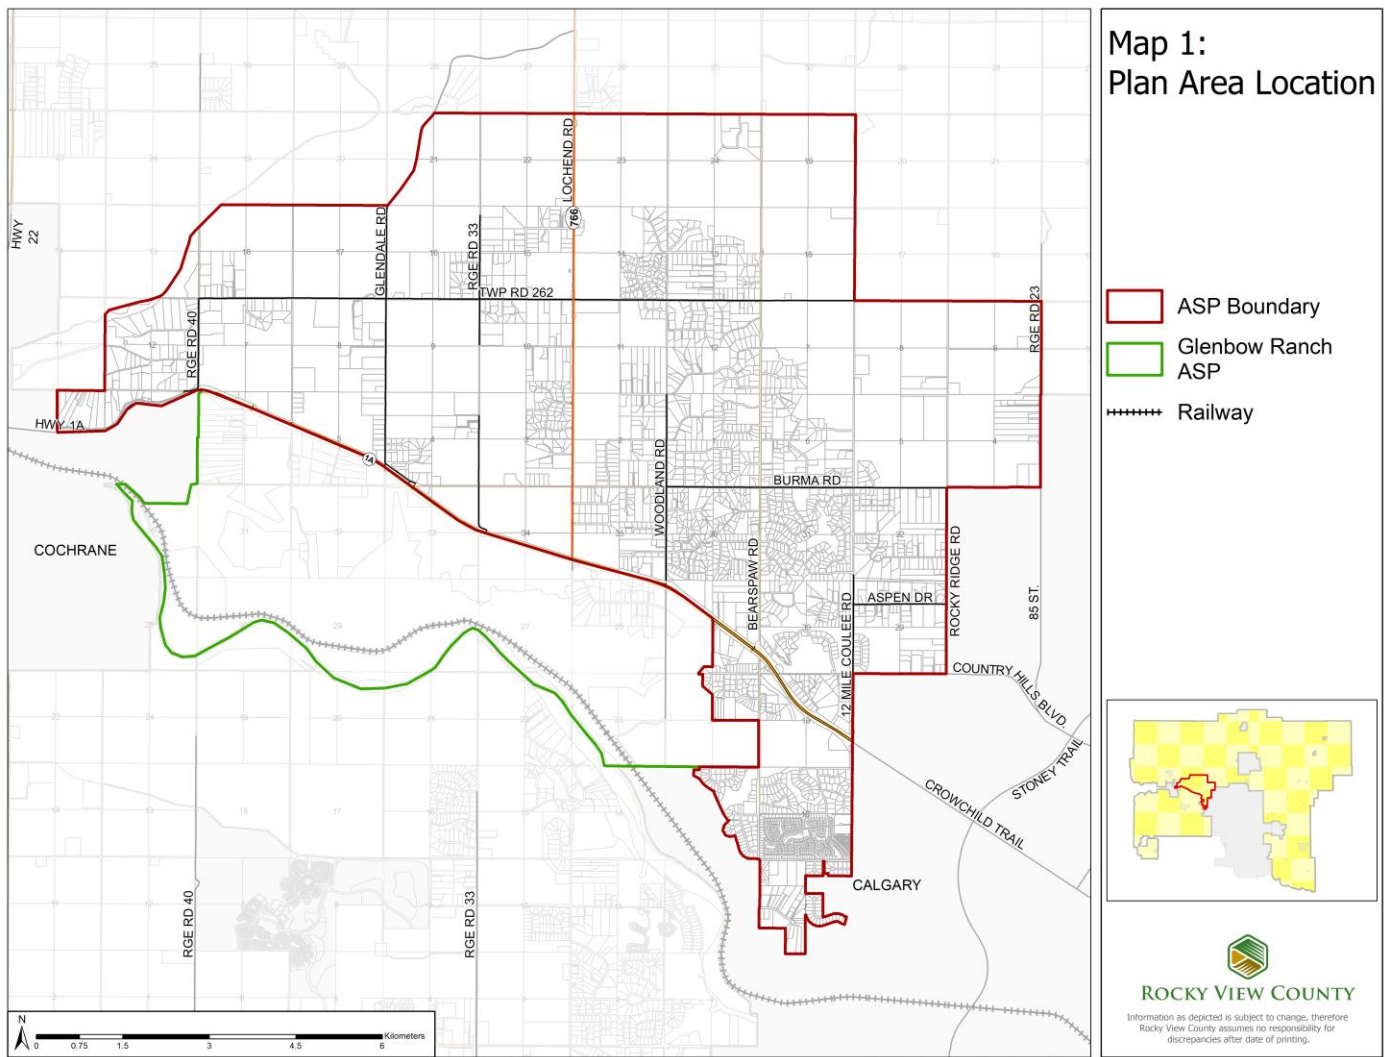 Map 1:
Plan Area Location
ASP Boundary
Glenbow Ranch
ASP
Railway
HWY
22
GLENDALE RD
RGE RD 33
LOCHEND RD
766
TWP RD 262
RGE RD 40
RGE RD 23
HWY 1A
1A
WOODLAND RD
BURMA RD
COCHRANE
BEARSPAW RD
12 MILE COULEE RD
ASPEN DR
ROCKY RIDGE RD
85 ST.
COUNTRY HILLS BLVD.
STONEY TRAIL
CROWCHILD TRAIL
CALGARY
RGE RD 40
RGE RD 33
N
0 0.75 1.5 3 4.5 6
Kilometers
ROCKY VIEW COUNTY
Information as depicted is subject to change, therefore
Rocky View County assumes no responsibility for
discrepancies after date of printing.